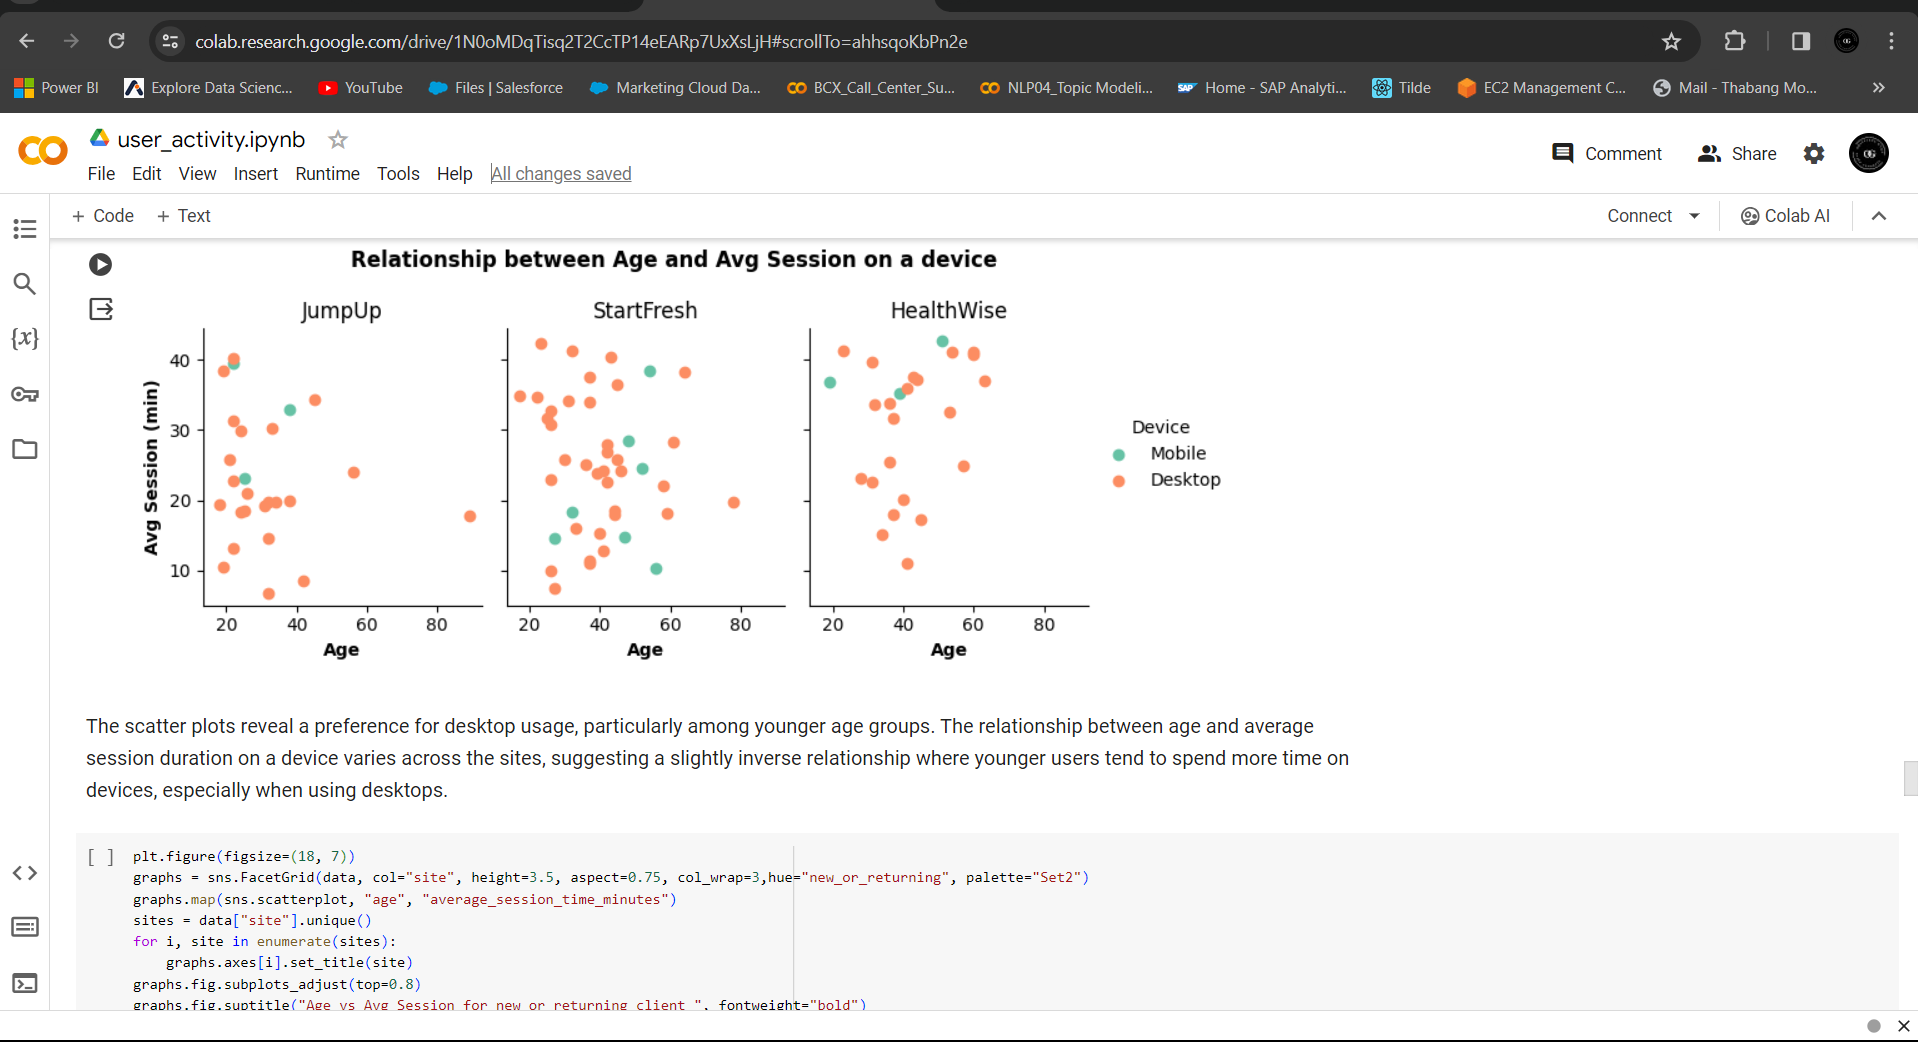 colab.research.google.com/drive/1N0oMDqTisq2T2CcTP14eEARp7UxXsLjH#scrollTo=ahhsqoKbPn2e
Power BI
Explore Data Scienc...
YouTube
Files | Salesforce
Marketing Cloud Da...
BCX_Call_Center_Su...
NLP04_Topic Modeli...
SAP
Home - SAP Analyti...
Tilde
EC2 Management C...
Mail - Thabang Mo...
user_activity.ipynb
Comment
Share
File Edit View Insert Runtime Tools Help All changes saved
+ Code + Text
Connect
Colab AI
Relationship between Age and Avg Session on a device
JumpUp
StartFresh
HealthWise
Avg Session (min)
40
30
20
10
20 40 60 80
20 40 60 80
20 40 60 80
Age
Age
Age
Device
Mobile
Desktop
The scatter plots reveal a preference for desktop usage, particularly among younger age groups. The relationship between age and average
session duration on a device varies across the sites, suggesting a slightly inverse relationship where younger users tend to spend more time on
devices, especially when using desktops.
[ ]
plt.figure(figsize=(18, 7))
graphs = sns.FacetGrid(data, col="site", height=3.5, aspect=0.75, col_wrap=3,hue="new_or_returning", palette="Set2")
graphs.map(sns.scatterplot, "age", "average_session_time_minutes")
sites = data["site"].unique()
for i, site in enumerate(sites):
graphs.axes[i].set_title(site)
graphs.fig.subplots_adjust(top=0.8)
graphs.fig.suptitle("Age vs Avg Session for new or returning client ", fontweight="bold")